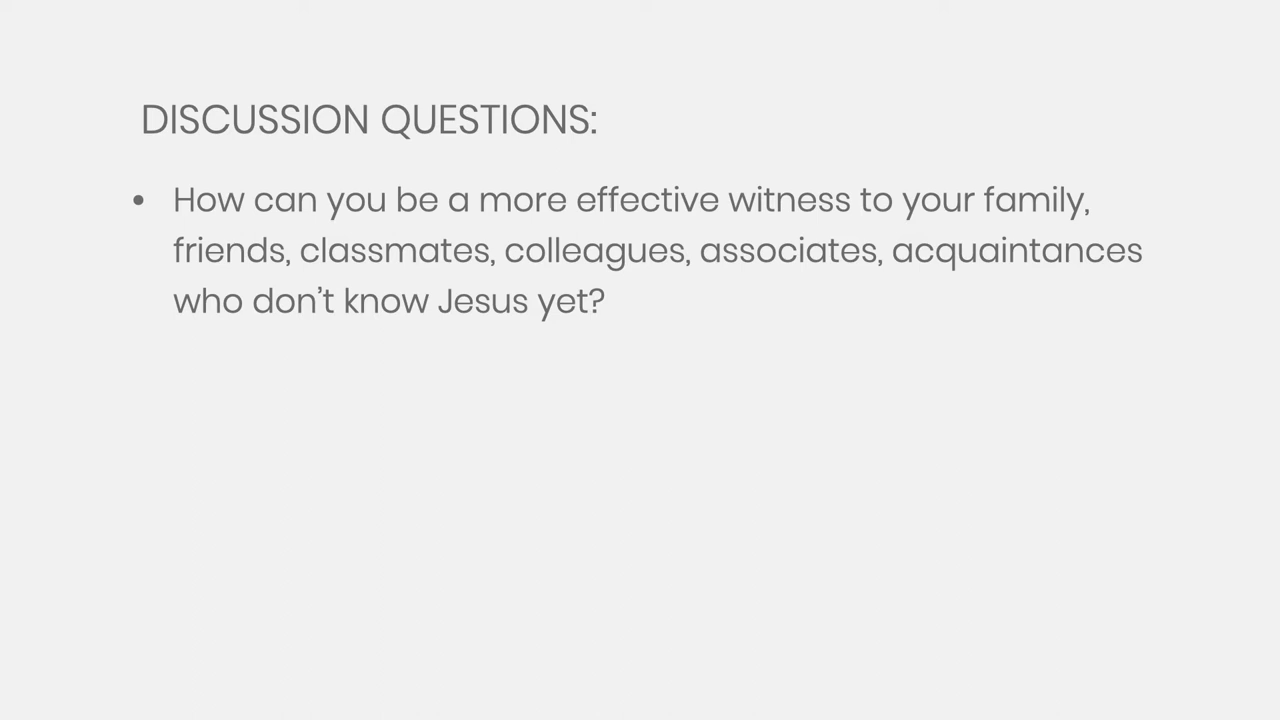 DISCUSSION QUESTIONS:
• How can you be a more effective witness to your family,
friends, classmates, colleagues, associates, acquaintances
who don’t know Jesus yet?